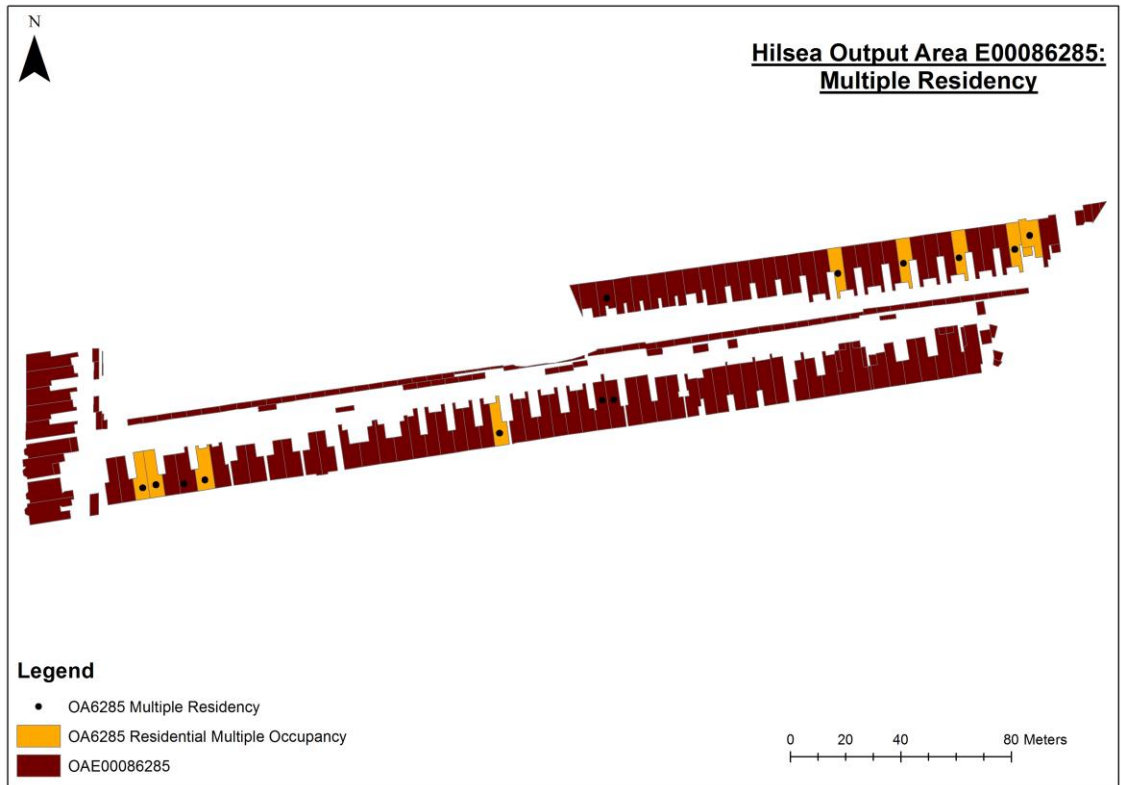 N
Hilsea Output Area E00086285:
Multiple Residency
Legend
OA6285 Multiple Residency
OA6285 Residential Multiple Occupancy
OAE00086285
0 20 40 80 Meters